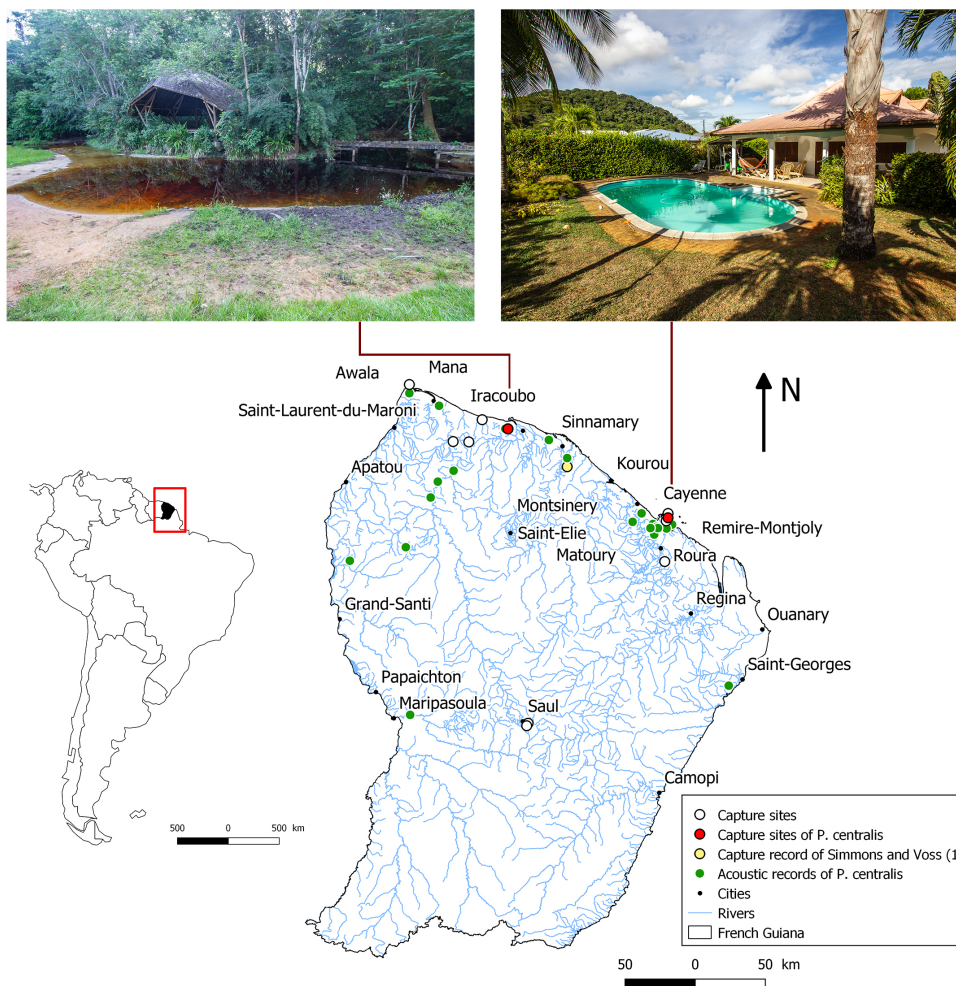 Mana
Awala
Iracoubo
Saint-Laurent-du-Maroni
Sinnamary
N
Apatou
Kourou
Cayenne
Montsinery
Saint-Elie
Remire-Montjoly
Matoury
Roura
Grand-Santi
Regina
Ouanary
Saint-Georges
Papaichton
Maripasoula
Saul
Camopi
500 0 500 km
Capture sites
Capture sites of P. centralis
Capture record of Simmons and Voss (1
Acoustic records of P. centralis
Cities
Rivers
French Guiana
50 0 50 km